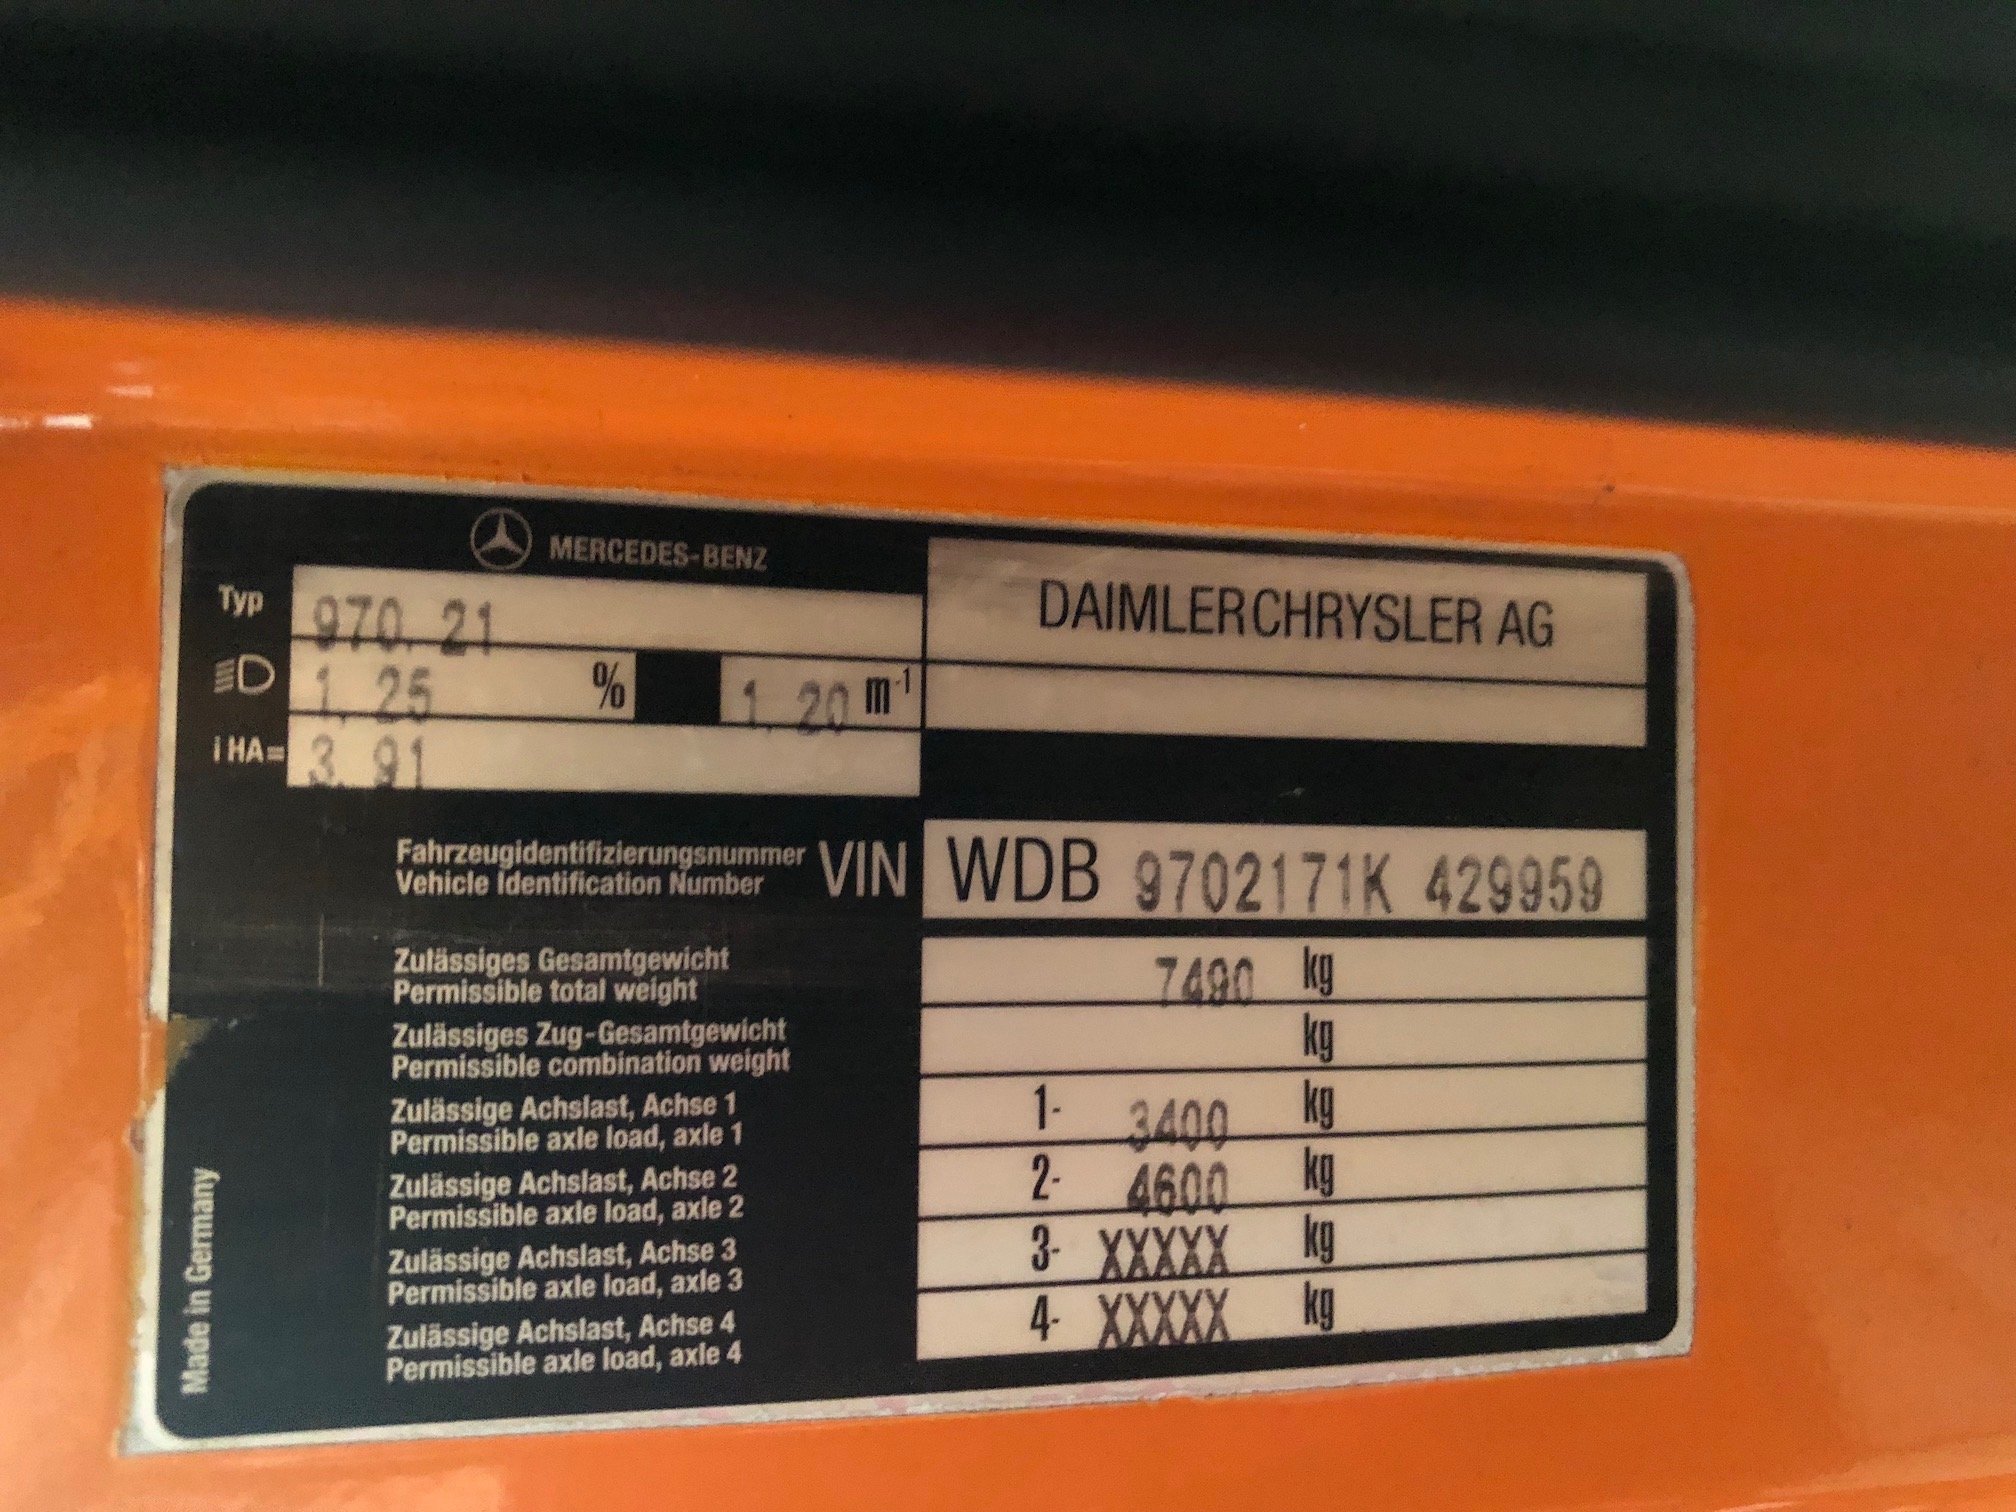 MERCEDES-BENZ
DAIMLERCHRYSLER AG
Typ 970.21
1.25 % 1.20 m⁻¹
i HA= 3.91
Fahrzeugidentifizierungsnummer
Vehicle Identification Number
VIN WDB 9702171K 429959
Zulässiges Gesamtgewicht
Permissible total weight
7490 kg
Zulässiges Zug-Gesamtgewicht
Permissible combination weight
kg
Zulässige Achslast, Achse 1
Permissible axle load, axle 1
1- 3400 kg
Zulässige Achslast, Achse 2
Permissible axle load, axle 2
2- 4600 kg
Zulässige Achslast, Achse 3
Permissible axle load, axle 3
3- XXXXX kg
Zulässige Achslast, Achse 4
Permissible axle load, axle 4
4- XXXXX kg
Made in Germany